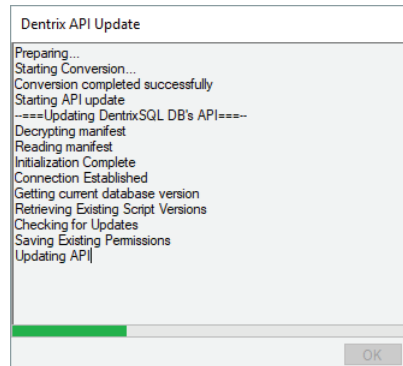 Dentrix API Update
Preparing...
Starting Conversion...
Conversion completed successfully
Starting API update
--===Updating DentrixSQL DB's API===--
Decrypting manifest
Reading manifest
Initialization Complete
Connection Established
Getting current database version
Retrieving Existing Script Versions
Checking for Updates
Saving Existing Permissions
Updating API
OK